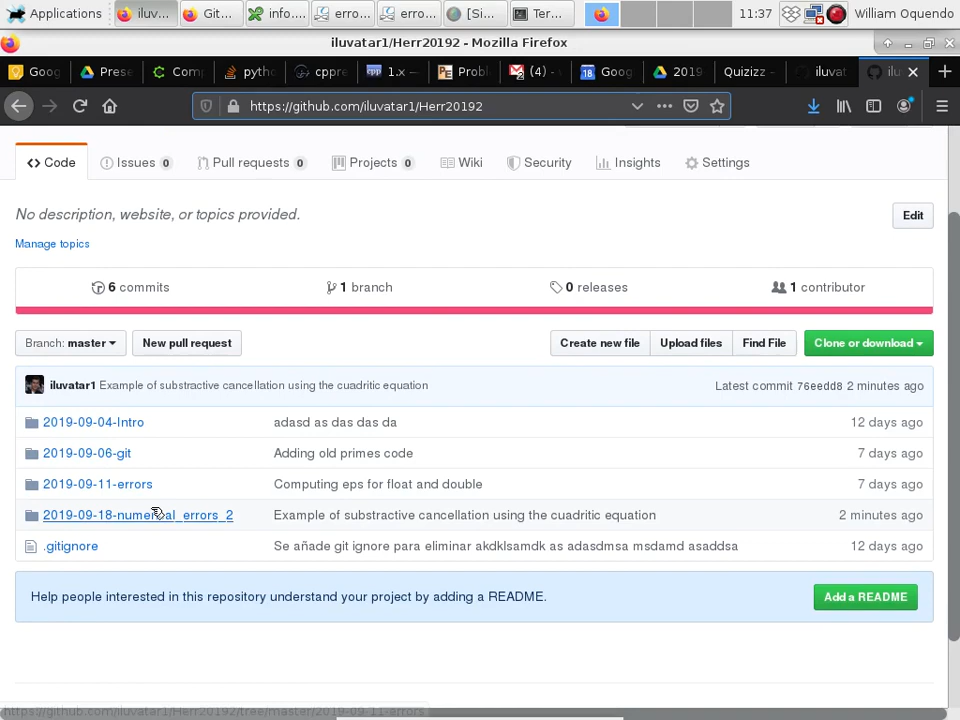 Applications iluv... Git... info.... erro... erro... [Si... Ter... 11:37 William Oquendo
iluvatar1/Herr20192 - Mozilla Firefox
Goog Prese Comp pytho cppre 1.x — Probl (4) - Goog 2019 Quizizz iluvat ilu
https://github.com/iluvatar1/Herr20192
Code Issues 0 Pull requests 0 Projects 0 Wiki Security Insights Settings
No description, website, or topics provided.
Edit
Manage topics
6 commits 1 branch 0 releases 1 contributor
Branch: master New pull request Create new file Upload files Find File Clone or download
iluvatar1 Example of substractive cancellation using the cuadritic equation Latest commit 76eedd8 2 minutes ago
2019-09-04-Intro adasd as das das da 12 days ago
2019-09-06-git Adding old primes code 7 days ago
2019-09-11-errors Computing eps for float and double 7 days ago
2019-09-18-numerical_errors_2 Example of substractive cancellation using the cuadritic equation 2 minutes ago
.gitignore Se añade git ignore para eliminar akdklsamdk as adasdmsa msdamd asaddsa 12 days ago
Help people interested in this repository understand your project by adding a README. Add a README
https://github.com/iluvatar1/Herr20192/tree/master/2019-09-11-errors